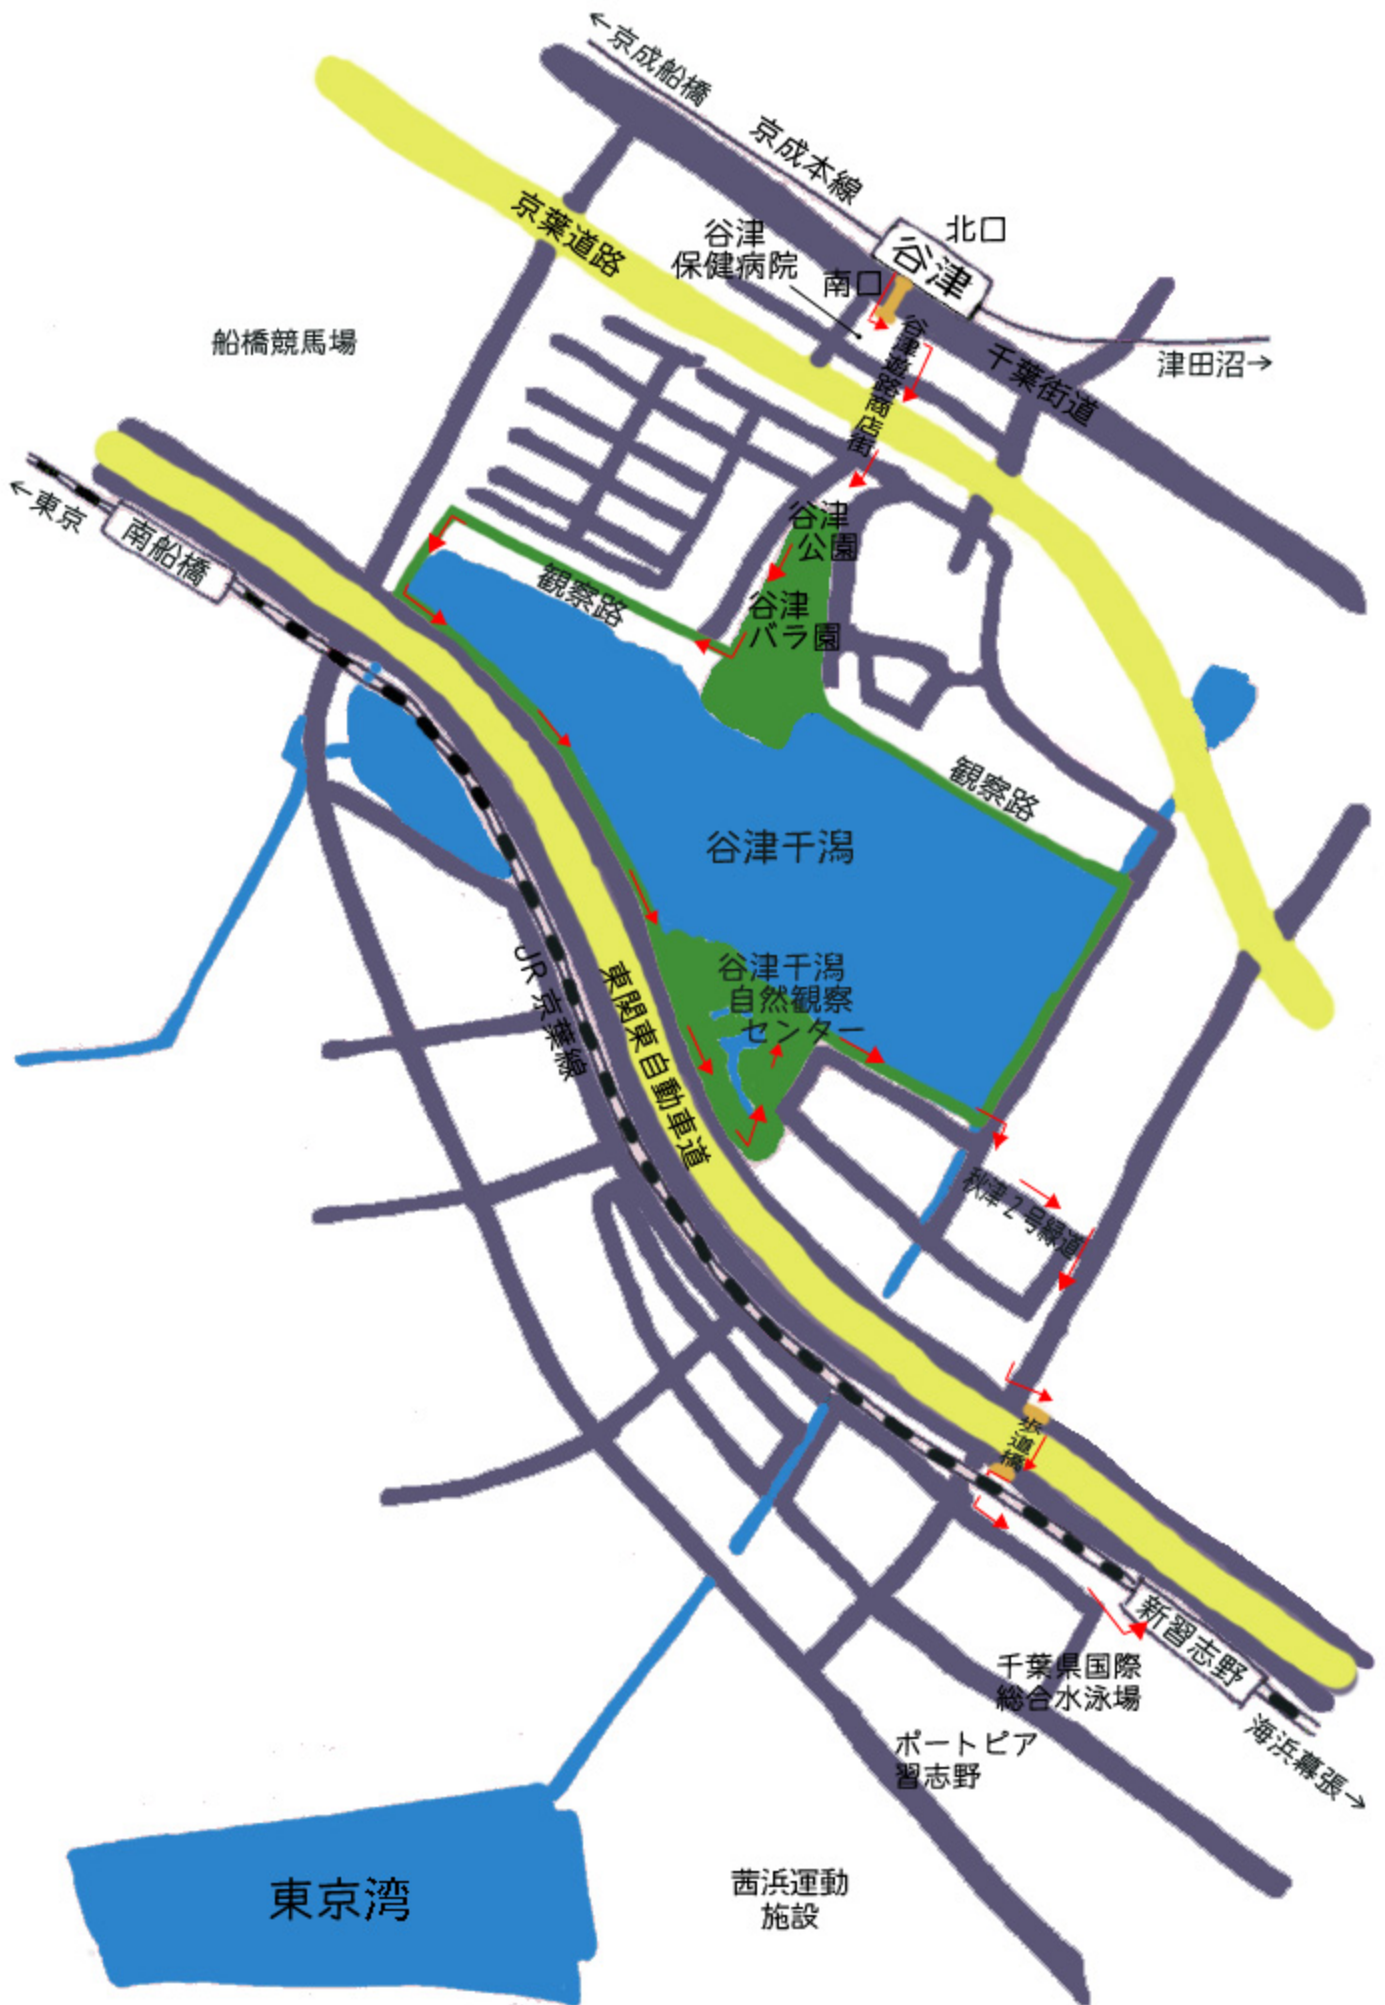 ←京成船橋
京成本線
北口
谷津
京葉道路
谷津
保健病院
南口
谷津遊路商店街
千葉街道
津田沼→
船橋競馬場
←東京
南船橋
谷津
公園
谷津
バラ園
観察路
観察路
谷津干潟
谷津干潟
自然観察
センター
JR 京葉線
東関東自動車道
秋津2号緑道
歩道橋
新習志野
千葉県国際
総合水泳場
海浜幕張→
ポートピア
習志野
東京湾
茜浜運動
施設